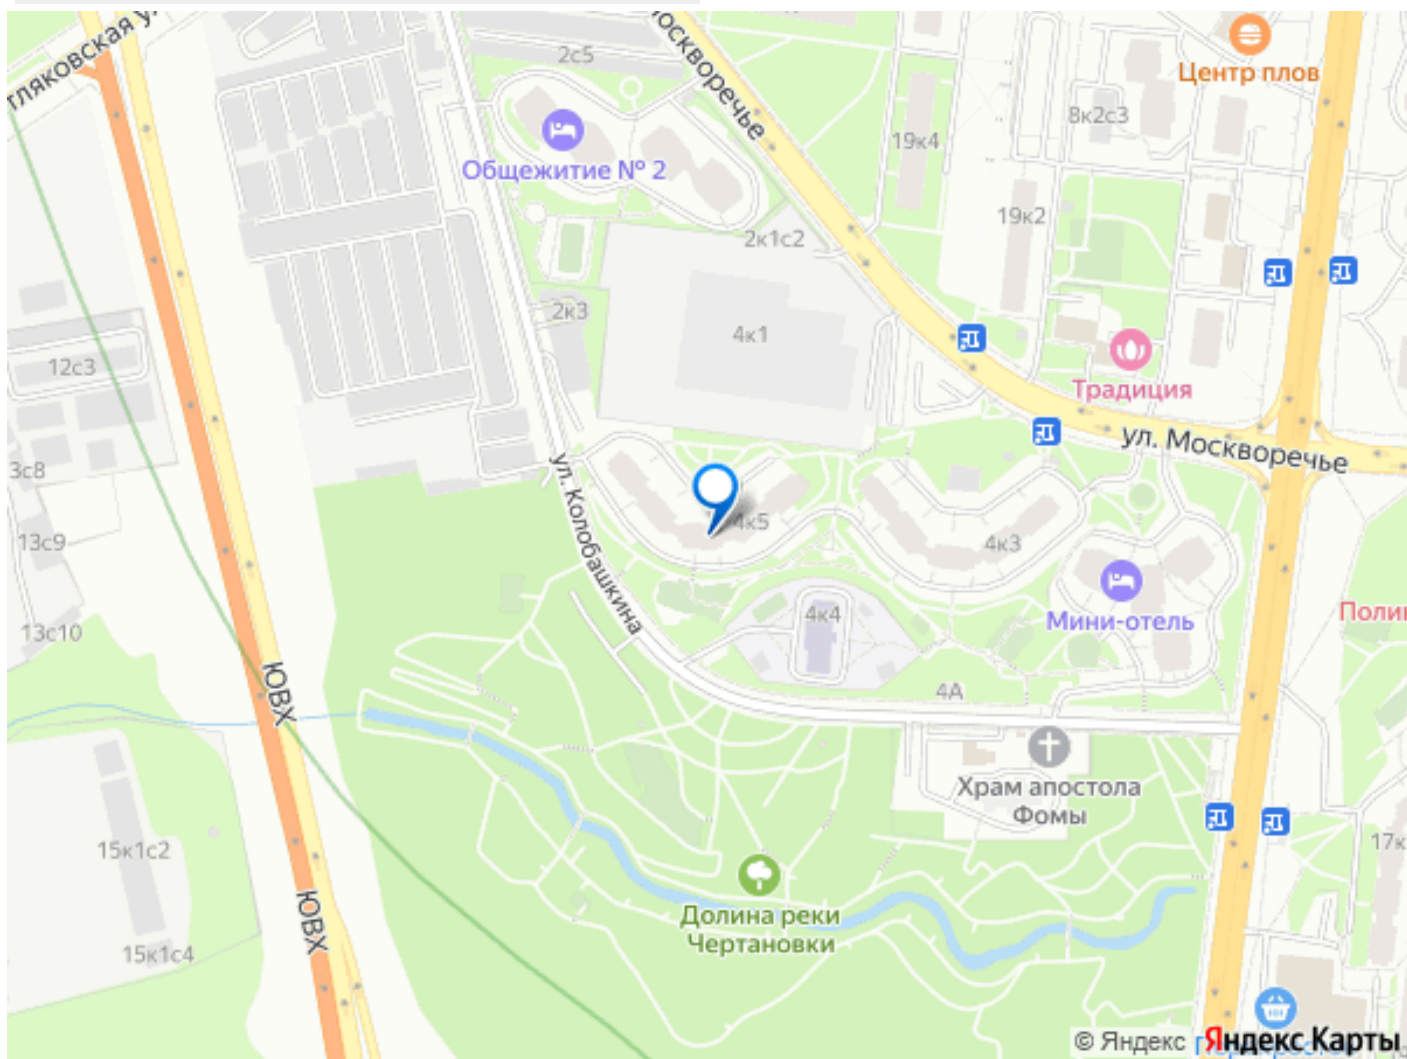 тляковская у
2с5
Москворечье
Центр плов
8к2с3
19к4
Общежитие № 2
19к2
2к1с2
2к3
4к1
12с3
Традиция
ул. Москворечье
3с8
ул. Колобашкина
4к5
4к3
13с9
4к4
Мини-отель
Полин
13с10
ЮВХ
4А
Храм апостола
Фомы
15к1с2
17к
Долина реки
Чертановки
ЮВХ
15к1с4
© Яндекс
Яндекс Карты